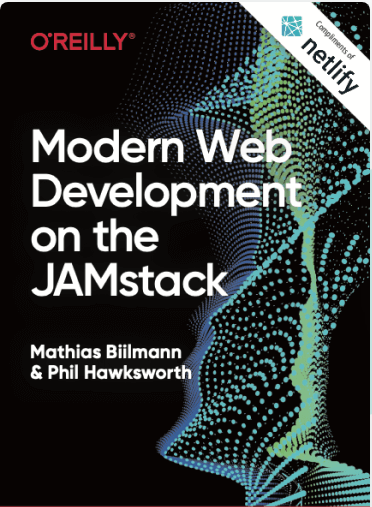 O'REILLY®
Compliments of
netlify
Modern Web
Development
on the
JAMstack
Mathias Biilmann
& Phil Hawksworth